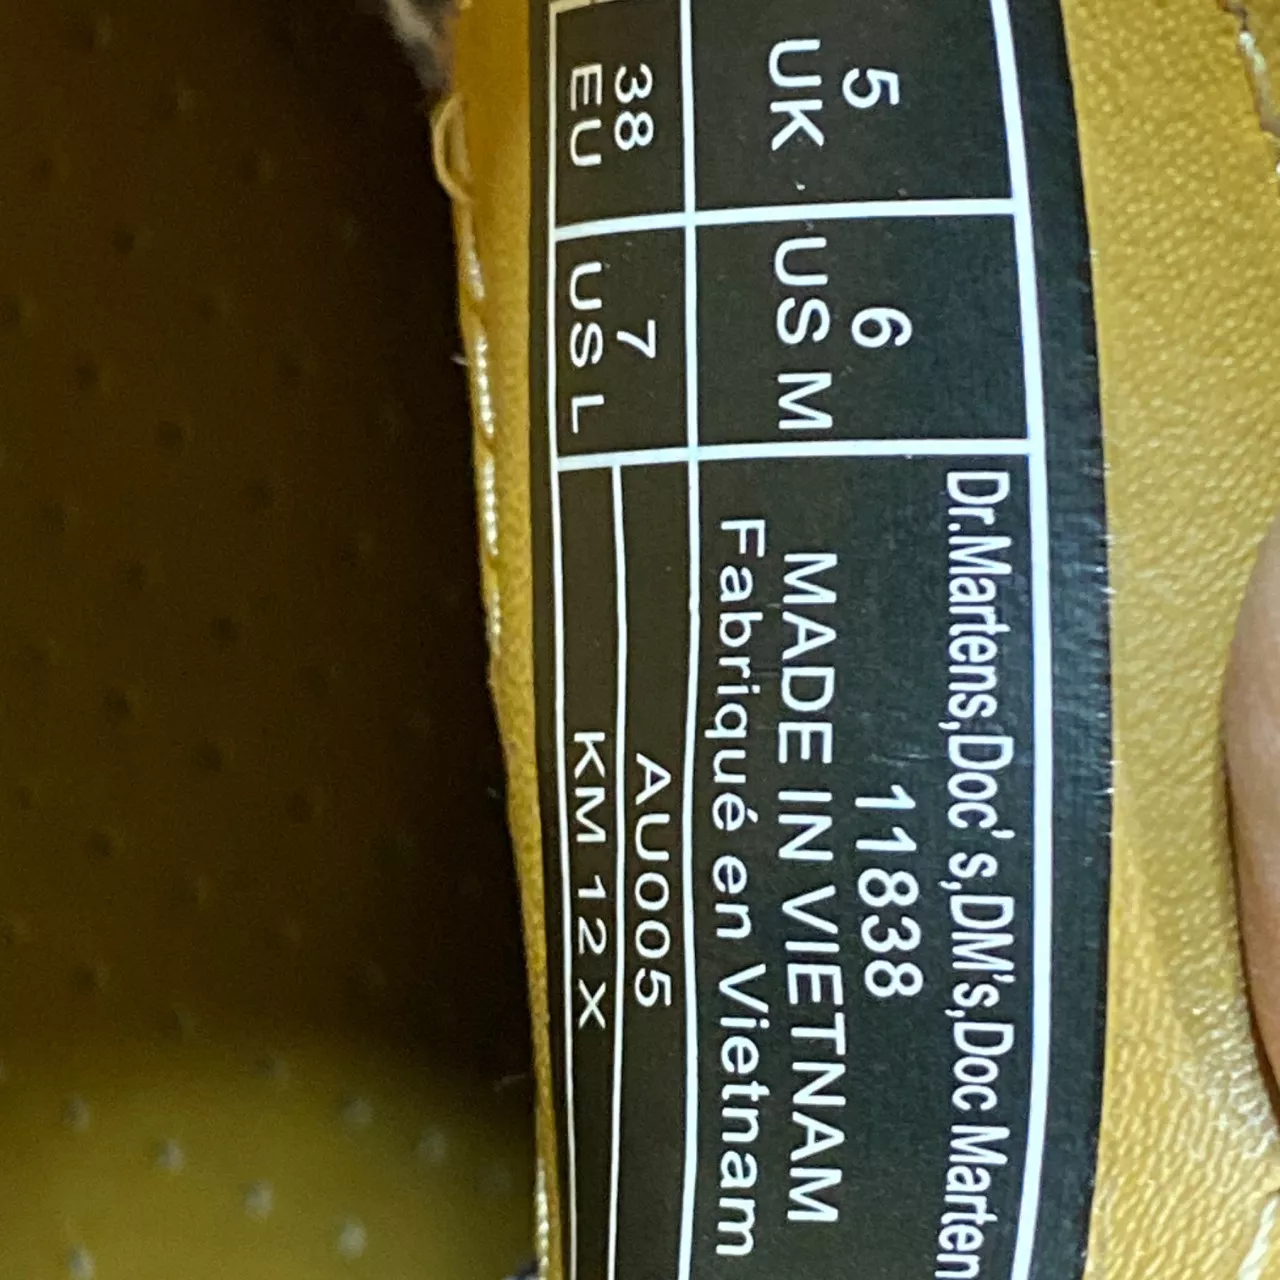 5
UK
6
US M
38
EU
7
US L
Dr.Martens,Doc's,DM's,Doc Marten
11838
MADE IN VIETNAM
Fabriqué en Vietnam
AU005
KM 12 X